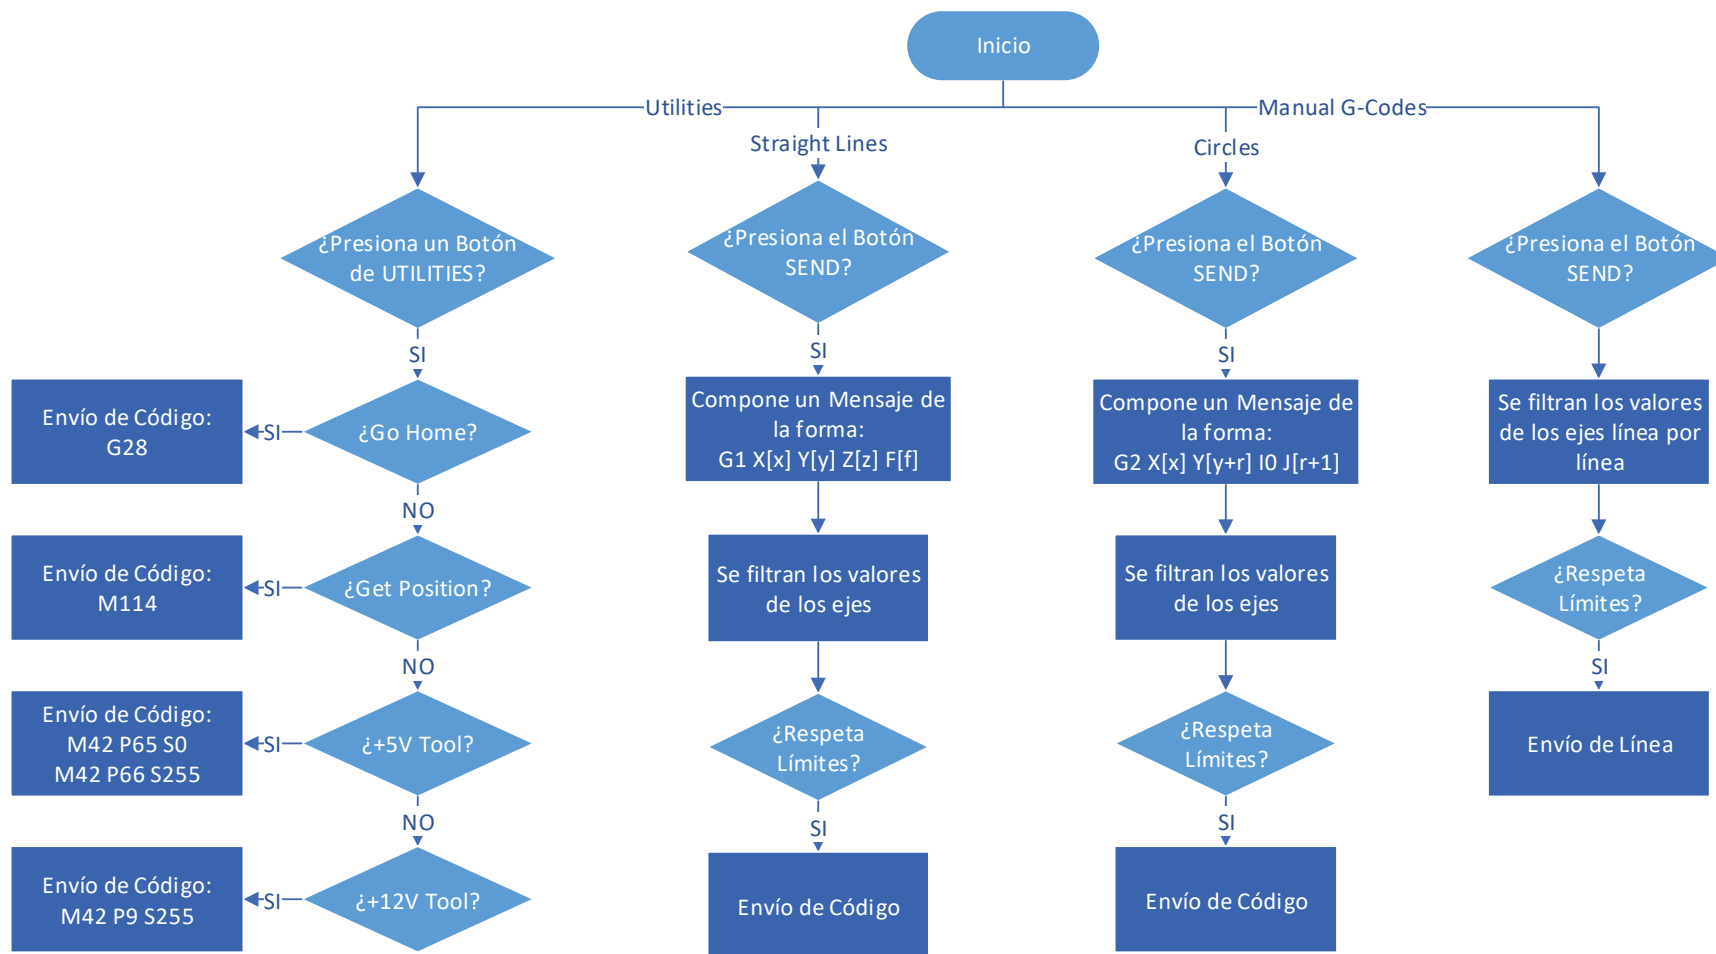 Inicio
Utilities
Manual G-Codes
Straight Lines
Circles
¿Presiona un Botón
de UTILITIES?
¿Presiona el Botón
SEND?
¿Presiona el Botón
SEND?
¿Presiona el Botón
SEND?
SI
SI
SI
Envío de Código:
G28
SI
¿Go Home?
Compone un Mensaje de
la forma:
G1 X[x] Y[y] Z[z] F[f]
Compone un Mensaje de
la forma:
G2 X[x] Y[y+r] I0 J[r+1]
Se filtran los valores
de los ejes línea por
línea
NO
Envío de Código:
M114
SI
¿Get Position?
Se filtran los valores
de los ejes
Se filtran los valores
de los ejes
¿Respeta
Límites?
NO
SI
Envío de Código:
M42 P65 S0
M42 P66 S255
SI
¿+5V Tool?
¿Respeta
Límites?
¿Respeta
Límites?
Envío de Línea
NO
SI
SI
Envío de Código:
M42 P9 S255
SI
¿+12V Tool?
Envío de Código
Envío de Código